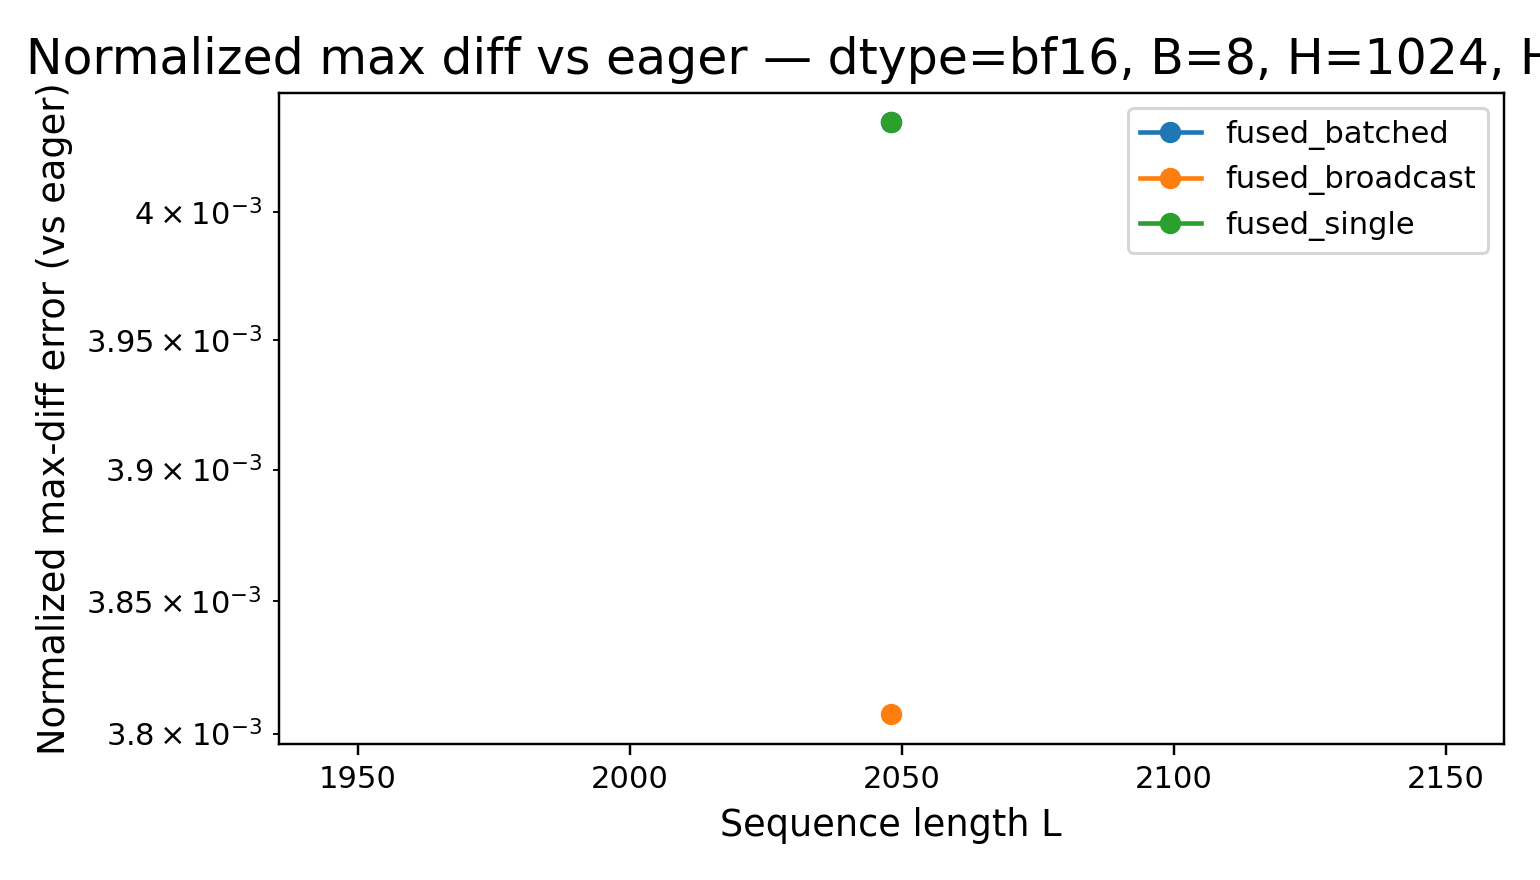 Normalized max diff vs eager — dtype=bf16, B=8, H=1024, H
Normalized max-diff error (vs eager)
4 × 10⁻³
3.95 × 10⁻³
3.9 × 10⁻³
3.85 × 10⁻³
3.8 × 10⁻³
fused_batched
fused_broadcast
fused_single
1950 2000 2050 2100 2150
Sequence length L